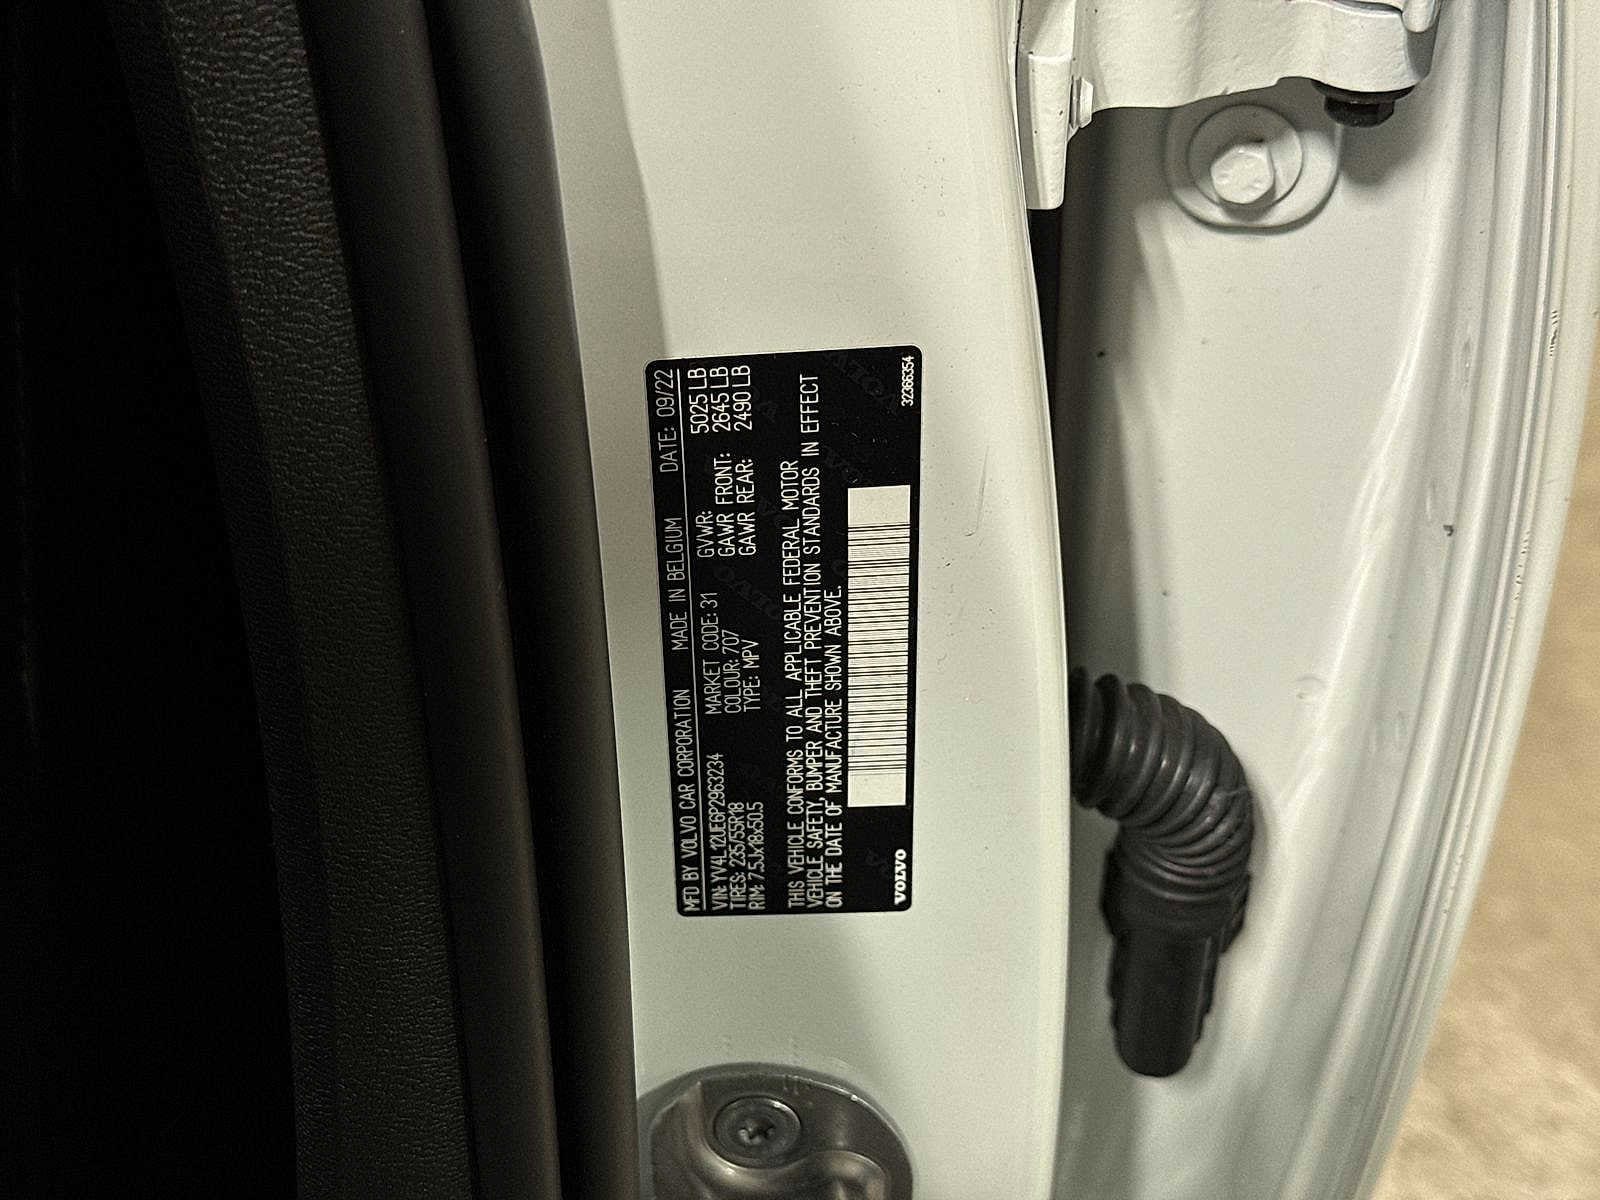 MFD BY VOLVO CAR CORPORATION MADE IN BELGIUM DATE: 09/22
VIN: YV4L12UE6P2963234 MARKET CODE: 31 GVWR: 5025 LB
TIRES: 235/55R18 COLOUR: 707 GAWR FRONT: 2645 LB
RIM: 7.5Jx18x50.5 TYPE: MPV GAWR REAR: 2490 LB
THIS VEHICLE CONFORMS TO ALL APPLICABLE FEDERAL MOTOR
VEHICLE SAFETY, BUMPER AND THEFT PREVENTION STANDARDS IN EFFECT
ON THE DATE OF MANUFACTURE SHOWN ABOVE.
VOLVO 32366354